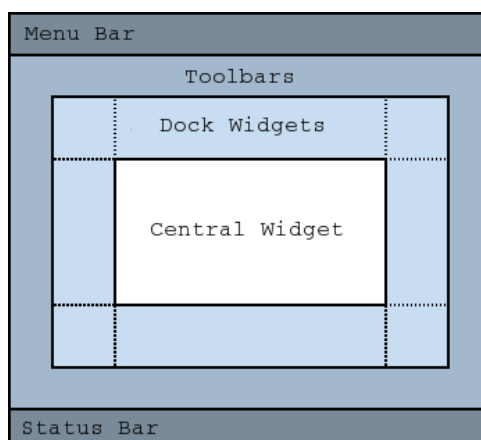 Menu Bar
Toolbars
Dock Widgets
Central Widget
Status Bar